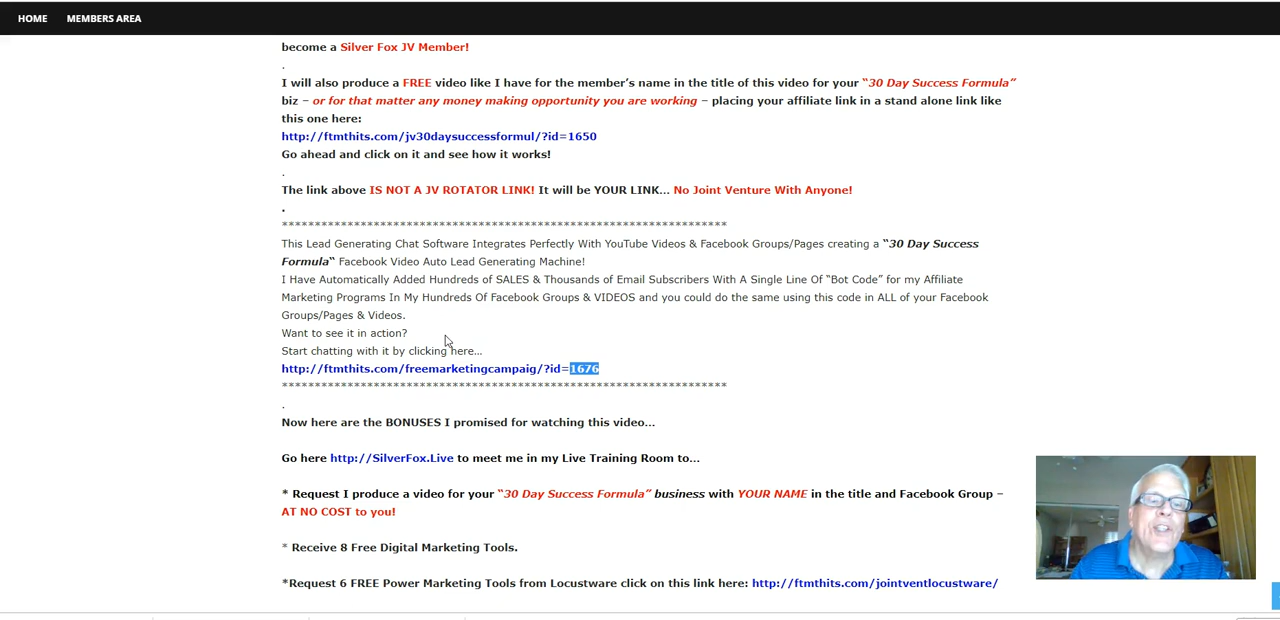 HOME MEMBERS AREA
become a Silver Fox JV Member!
.
I will also produce a FREE video like I have for the member’s name in the title of this video for your “30 Day Success Formula”
biz – or for that matter any money making opportunity you are working – placing your affiliate link in a stand alone link like
this one here:
http://ftmthits.com/jv30daysuccessformul/?id=1650
Go ahead and click on it and see how it works!
.
The link above IS NOT A JV ROTATOR LINK! It will be YOUR LINK... No Joint Venture With Anyone!
.
********************************************************************
This Lead Generating Chat Software Integrates Perfectly With YouTube Videos & Facebook Groups/Pages creating a “30 Day Success
Formula“ Facebook Video Auto Lead Generating Machine!
I Have Automatically Added Hundreds of SALES & Thousands of Email Subscribers With A Single Line Of “Bot Code” for my Affiliate
Marketing Programs In My Hundreds Of Facebook Groups & VIDEOS and you could do the same using this code in ALL of your Facebook
Groups/Pages & Videos.
Want to see it in action?
Start chatting with it by clicking here...
http://ftmthits.com/freemarketingcampaig/?id=1676
********************************************************************
.
Now here are the BONUSES I promised for watching this video...
Go here http://SilverFox.Live to meet me in my Live Training Room to...
* Request I produce a video for your “30 Day Success Formula” business with YOUR NAME in the title and Facebook Group –
AT NO COST to you!
* Receive 8 Free Digital Marketing Tools.
*Request 6 FREE Power Marketing Tools from Locustware click on this link here: http://ftmthits.com/jointventlocustware/